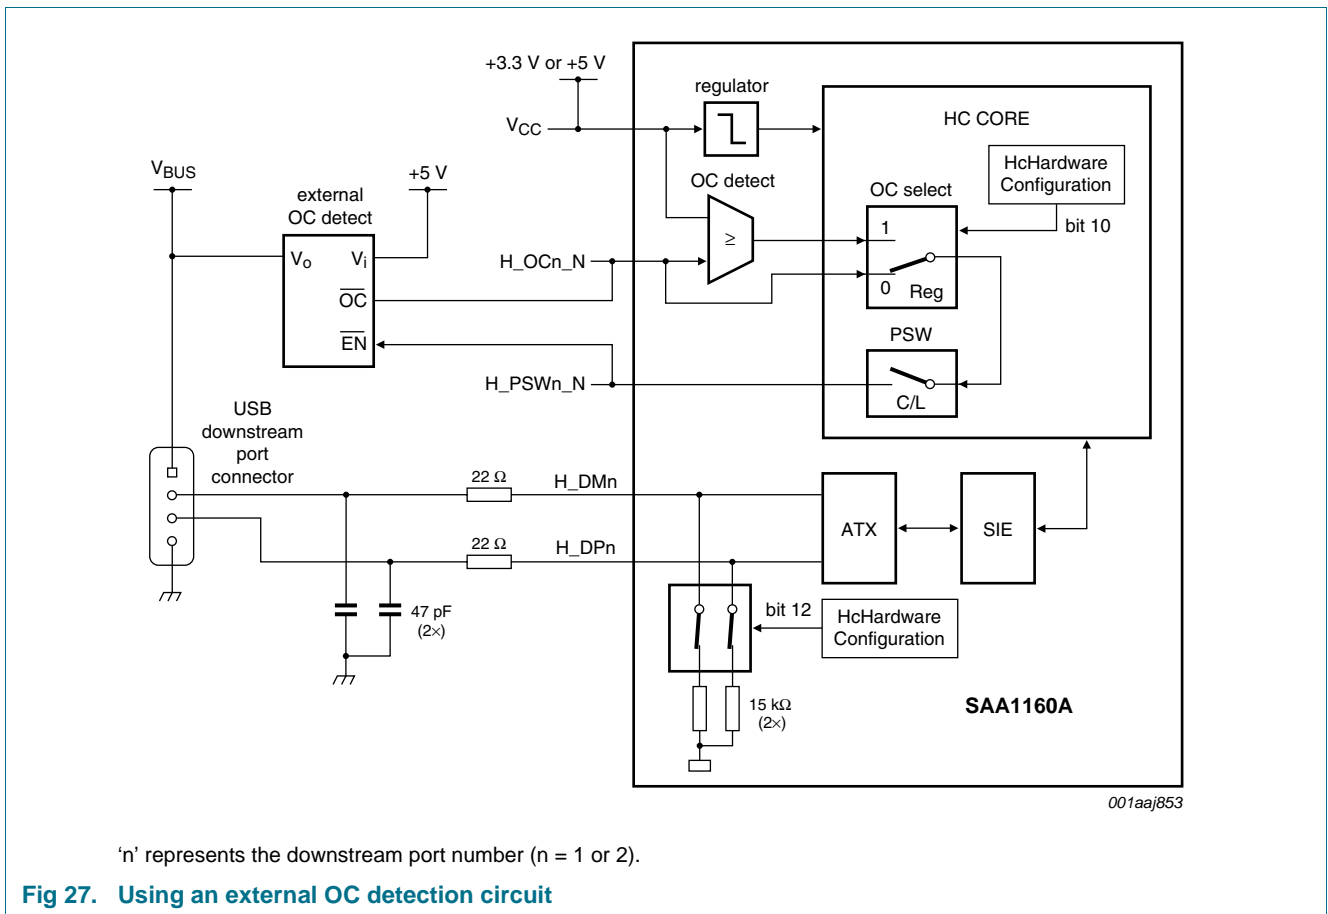 +3.3 V or +5 V
regulator
VCC
HC CORE
HcHardware
Configuration
bit 10
VBUS
+5 V
external
OC detect
OC detect
OC select
Vo
Vi
≥
1
H_OCn_N
0
Reg
OC
PSW
EN
H_PSWn_N
C/L
USB
downstream
port
connector
22 Ω
H_DMn
ATX
SIE
22 Ω
H_DPn
47 pF
(2×)
bit 12
HcHardware
Configuration
15 kΩ
(2×)
SAA1160A
001aaj853
‘n’ represents the downstream port number (n = 1 or 2).
Fig 27. Using an external OC detection circuit